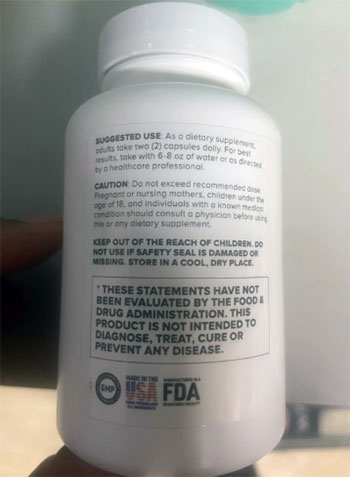 SUGGESTED USE: As a dietary supplement,
adults take two (2) capsules daily. For best
results, take with 6-8 oz of water or as directed
by a healthcare professional.
CAUTION: Do not exceed recommended dose.
Pregnant or nursing mothers, children under the
age of 18, and individuals with a known medical
condition should consult a physician before using
this or any dietary supplement.
KEEP OUT OF THE REACH OF CHILDREN. DO
NOT USE IF SAFETY SEAL IS DAMAGED OR
MISSING. STORE IN A COOL, DRY PLACE.
† THESE STATEMENTS HAVE NOT
BEEN EVALUATED BY THE FOOD &
DRUG ADMINISTRATION. THIS
PRODUCT IS NOT INTENDED TO
DIAGNOSE, TREAT, CURE OR
PREVENT ANY DISEASE.
GMP
MADE IN THE
USA
MANUFACTURED IN A
FDA
REGISTERED FACILITY